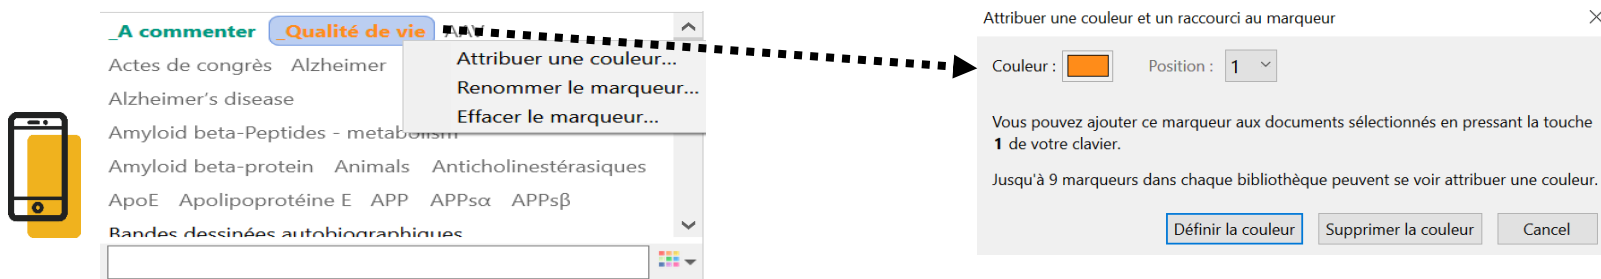 _A commenter _Qualité de vie AAV
Actes de congrès Alzheimer
Alzheimer’s disease
Amyloid beta-Peptides - metabolism
Amyloid beta-protein Animals Anticholinestérasiques
ApoE Apolipoprotéine E APP APPsα APPsβ
Bandes dessinées autobiographiques
Attribuer une couleur...
Renommer le marqueur...
Effacer le marqueur...
Attribuer une couleur et un raccourci au marqueur
Couleur : Position : 1
Vous pouvez ajouter ce marqueur aux documents sélectionnés en pressant la touche
1 de votre clavier.
Jusqu'à 9 marqueurs dans chaque bibliothèque peuvent se voir attribuer une couleur.
Définir la couleur Supprimer la couleur Cancel